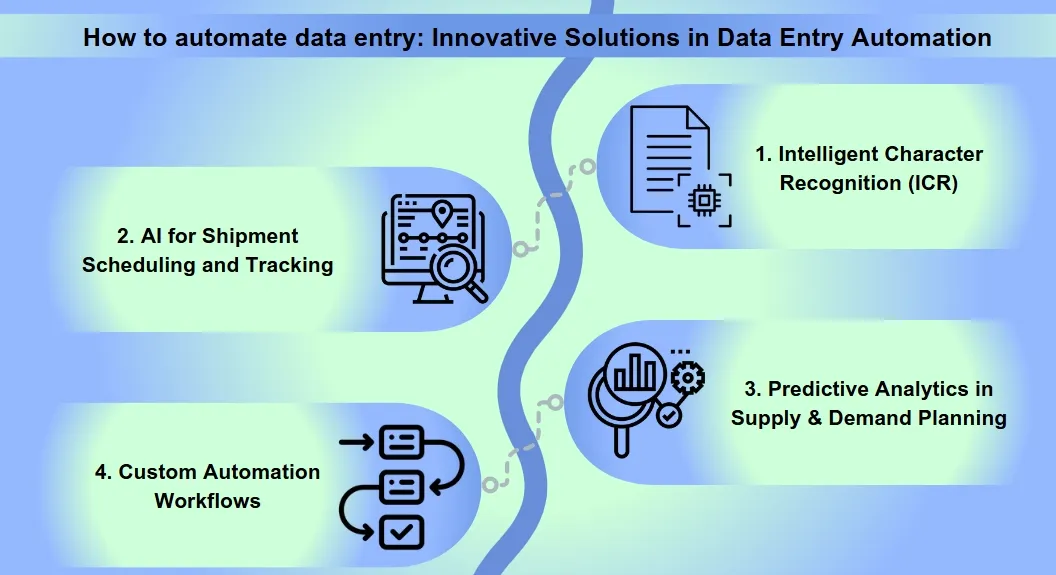 How to automate data entry: Innovative Solutions in Data Entry Automation
1. Intelligent Character
Recognition (ICR)
2. AI for Shipment
Scheduling and Tracking
3. Predictive Analytics in
Supply & Demand Planning
4. Custom Automation
Workflows